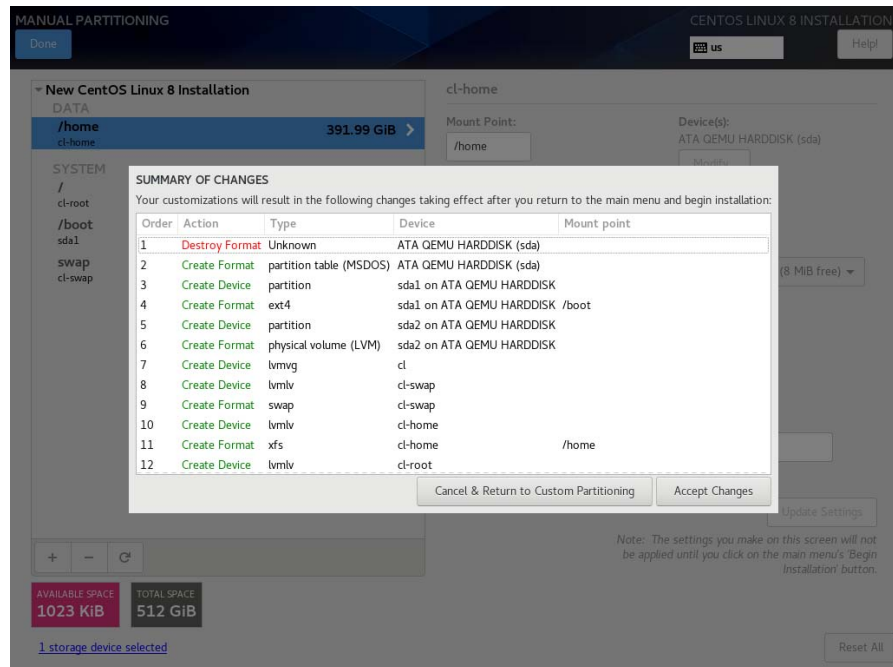 MANUAL PARTITIONING
CENTOS LINUX 8 INSTALLATION
Done
us
Help!
New CentOS Linux 8 Installation
DATA
/home
cl-home
391.99 GiB
SYSTEM
/
cl-root
/boot
sda1
swap
cl-swap
cl-home
Mount Point:
/home
Device(s):
ATA QEMU HARDDISK (sda)
Modify...
(8 MiB free)
SUMMARY OF CHANGES
Your customizations will result in the following changes taking effect after you return to the main menu and begin installation:
Order Action Type Device Mount point
1 Destroy Format Unknown ATA QEMU HARDDISK (sda)
2 Create Format partition table (MSDOS) ATA QEMU HARDDISK (sda)
3 Create Device partition sda1 on ATA QEMU HARDDISK
4 Create Format ext4 sda1 on ATA QEMU HARDDISK /boot
5 Create Device partition sda2 on ATA QEMU HARDDISK
6 Create Format physical volume (LVM) sda2 on ATA QEMU HARDDISK
7 Create Device lvmvg cl
8 Create Device lvmlv cl-swap
9 Create Format swap cl-swap
10 Create Device lvmlv cl-home
11 Create Format xfs cl-home /home
12 Create Device lvmlv cl-root
Cancel & Return to Custom Partitioning
Accept Changes
Update Settings
Note: The settings you make on this screen will not
be applied until you click on the main menu's 'Begin
Installation' button.
+ −
AVAILABLE SPACE
1023 KiB
TOTAL SPACE
512 GiB
1 storage device selected
Reset All